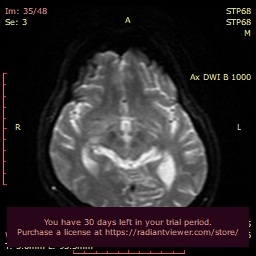 Im: 35/48
Se: 3
A
STP68
STP68
M
Ax DWI B 1000
R
L
You have 30 days left in your trial period.
Purchase a license at https://radiantviewer.com/store/